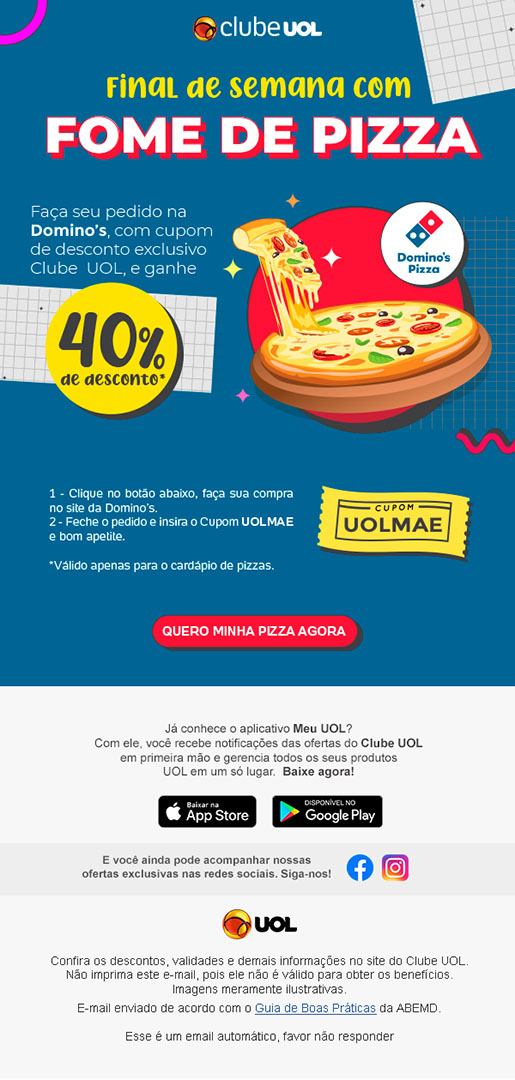 clube UOL
Final de semana com
FOME DE PIZZA
Faça seu pedido na
Domino's, com cupom
de desconto exclusivo
Clube UOL, e ganhe
Domino's
Pizza
40%
de desconto*
1 - Clique no botão abaixo, faça sua compra
no site da Domino's.
2 - Feche o pedido e insira o Cupom UOLMAE
e bom apetite.
*Válido apenas para o cardápio de pizzas.
CUPOM
UOLMAE
QUERO MINHA PIZZA AGORA
Já conhece o aplicativo Meu UOL?
Com ele, você recebe notificações das ofertas do Clube UOL
em primeira mão e gerencia todos os seus produtos
UOL em um só lugar. Baixe agora!
Baixar na
App Store
DISPONÍVEL NO
Google Play
E você ainda pode acompanhar nossas
ofertas exclusivas nas redes sociais. Siga-nos!
UOL
Confira os descontos, validades e demais informações no site do Clube UOL.
Não imprima este e-mail, pois ele não é válido para obter os benefícios.
Imagens meramente ilustrativas.
E-mail enviado de acordo com o Guia de Boas Práticas da ABEMD.
Esse é um email automático, favor não responder